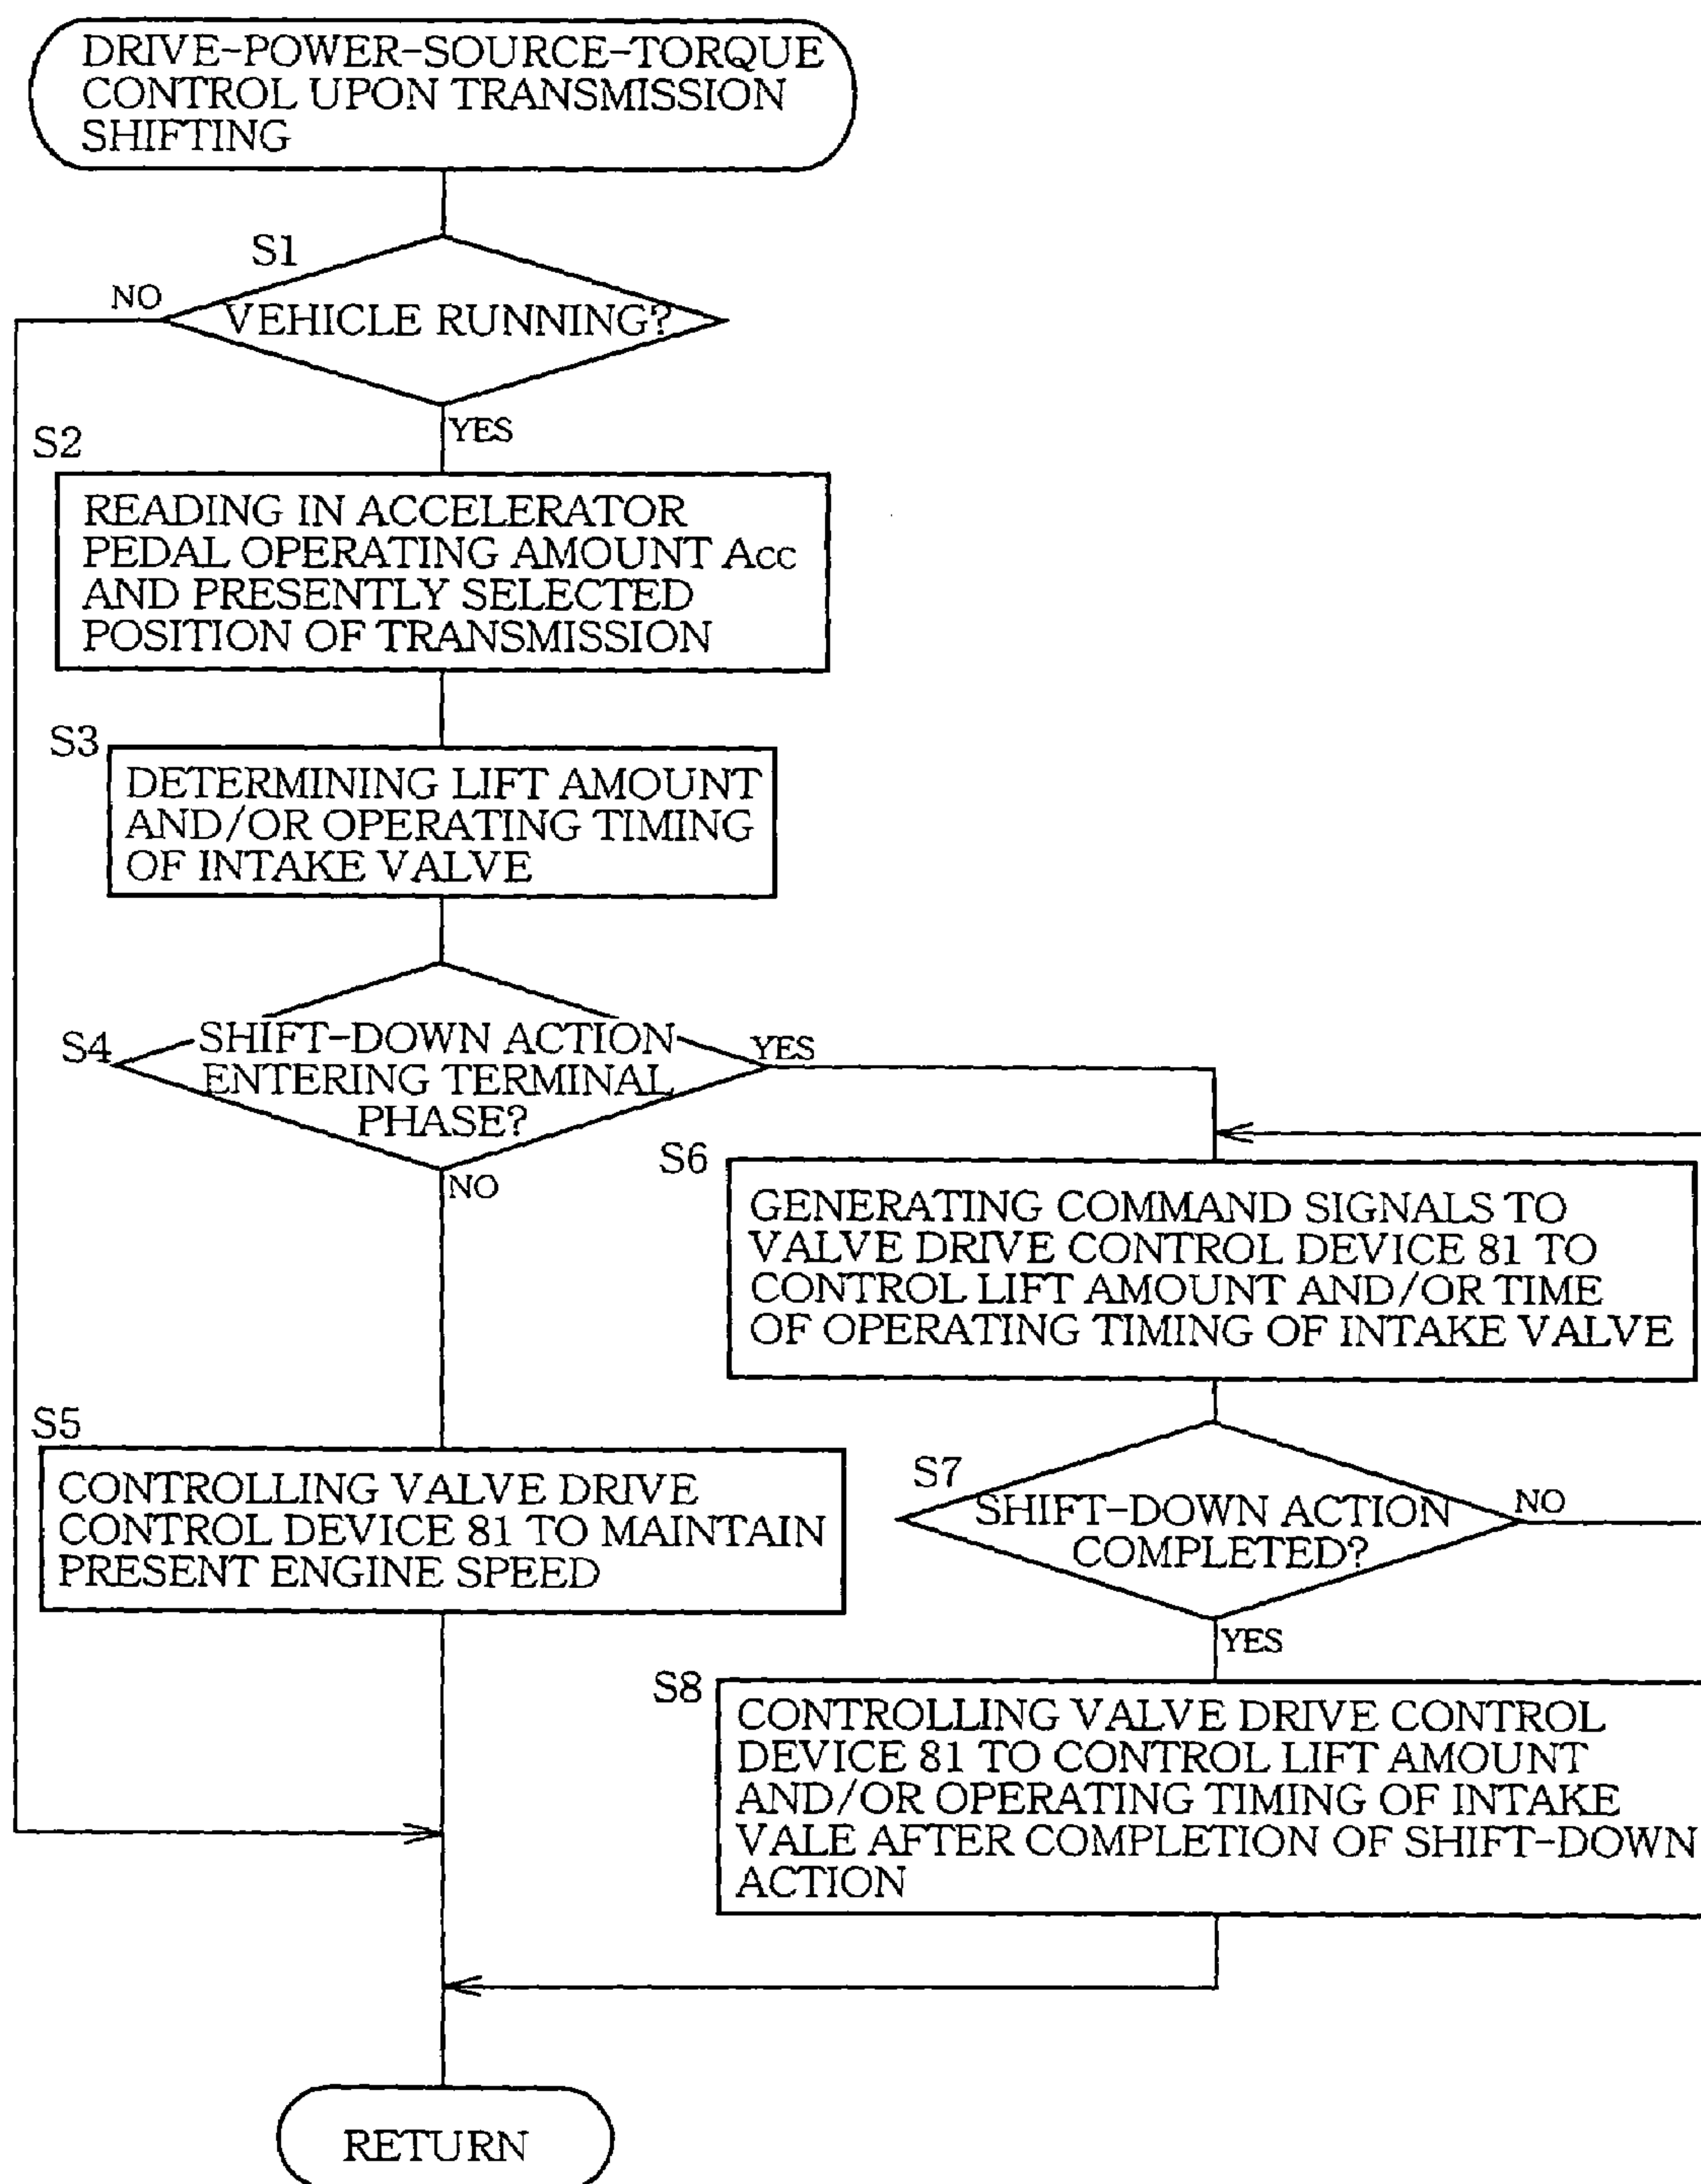 DRIVE-POWER-SOURCE-TORQUE
CONTROL UPON TRANSMISSION
SHIFTING
S1
NO
VEHICLE RUNNING?
YES
S2
READING IN ACCELERATOR
PEDAL OPERATING AMOUNT Acc
AND PRESENTLY SELECTED
POSITION OF TRANSMISSION
S3
DETERMINING LIFT AMOUNT
AND/OR OPERATING TIMING
OF INTAKE VALVE
S4
SHIFT-DOWN ACTION
ENTERING TERMINAL
PHASE?
YES
NO
S6
GENERATING COMMAND SIGNALS TO
VALVE DRIVE CONTROL DEVICE 81 TO
CONTROL LIFT AMOUNT AND/OR TIME
OF OPERATING TIMING OF INTAKE VALVE
S5
CONTROLLING VALVE DRIVE
CONTROL DEVICE 81 TO MAINTAIN
PRESENT ENGINE SPEED
S7
SHIFT-DOWN ACTION
COMPLETED?
NO
YES
S8
CONTROLLING VALVE DRIVE CONTROL
DEVICE 81 TO CONTROL LIFT AMOUNT
AND/OR OPERATING TIMING OF INTAKE
VALE AFTER COMPLETION OF SHIFT-DOWN
ACTION
RETURN